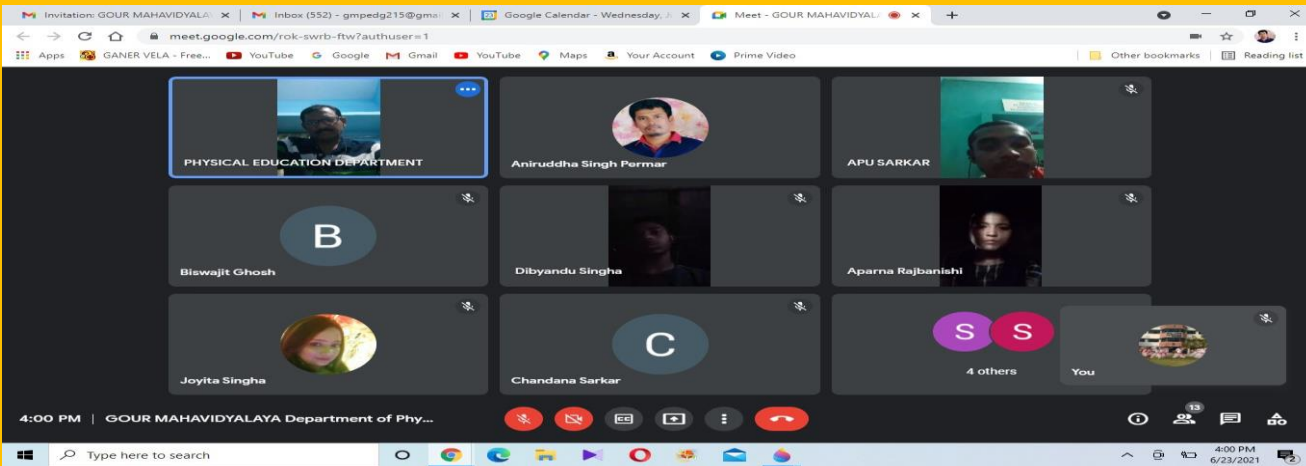 Invitation: GOUR MAHAVIDYALA
Inbox (552) - gmpedg215@gmai
Google Calendar - Wednesday, J
Meet - GOUR MAHAVIDYAL
meet.google.com/rok-swrb-ftw?authuser=1
Apps GANER VELA - Free... YouTube Google Gmail YouTube Maps Your Account Prime Video Other bookmarks Reading list
PHYSICAL EDUCATION DEPARTMENT
Aniruddha Singh Permar
APU SARKAR
B
Biswajit Ghosh
Dibyandu Singha
Aparna Rajbanishi
Joyita Singha
C
Chandana Sarkar
S S
4 others
You
4:00 PM | GOUR MAHAVIDYALAYA Department of Phy...
CC
13
Type here to search
4:00 PM
6/23/2021
2